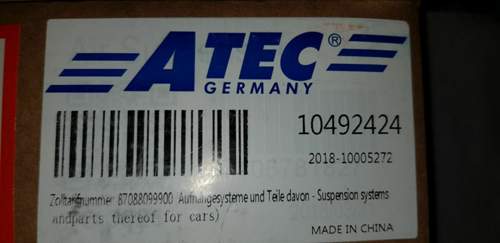 ATEC®
GERMANY
10492424
2018-10005272
Zolltarifnummer 87088099900 Aufhängesysteme und Teile davon - Suspension systems
andparts thereof for cars)
MADE IN CHINA